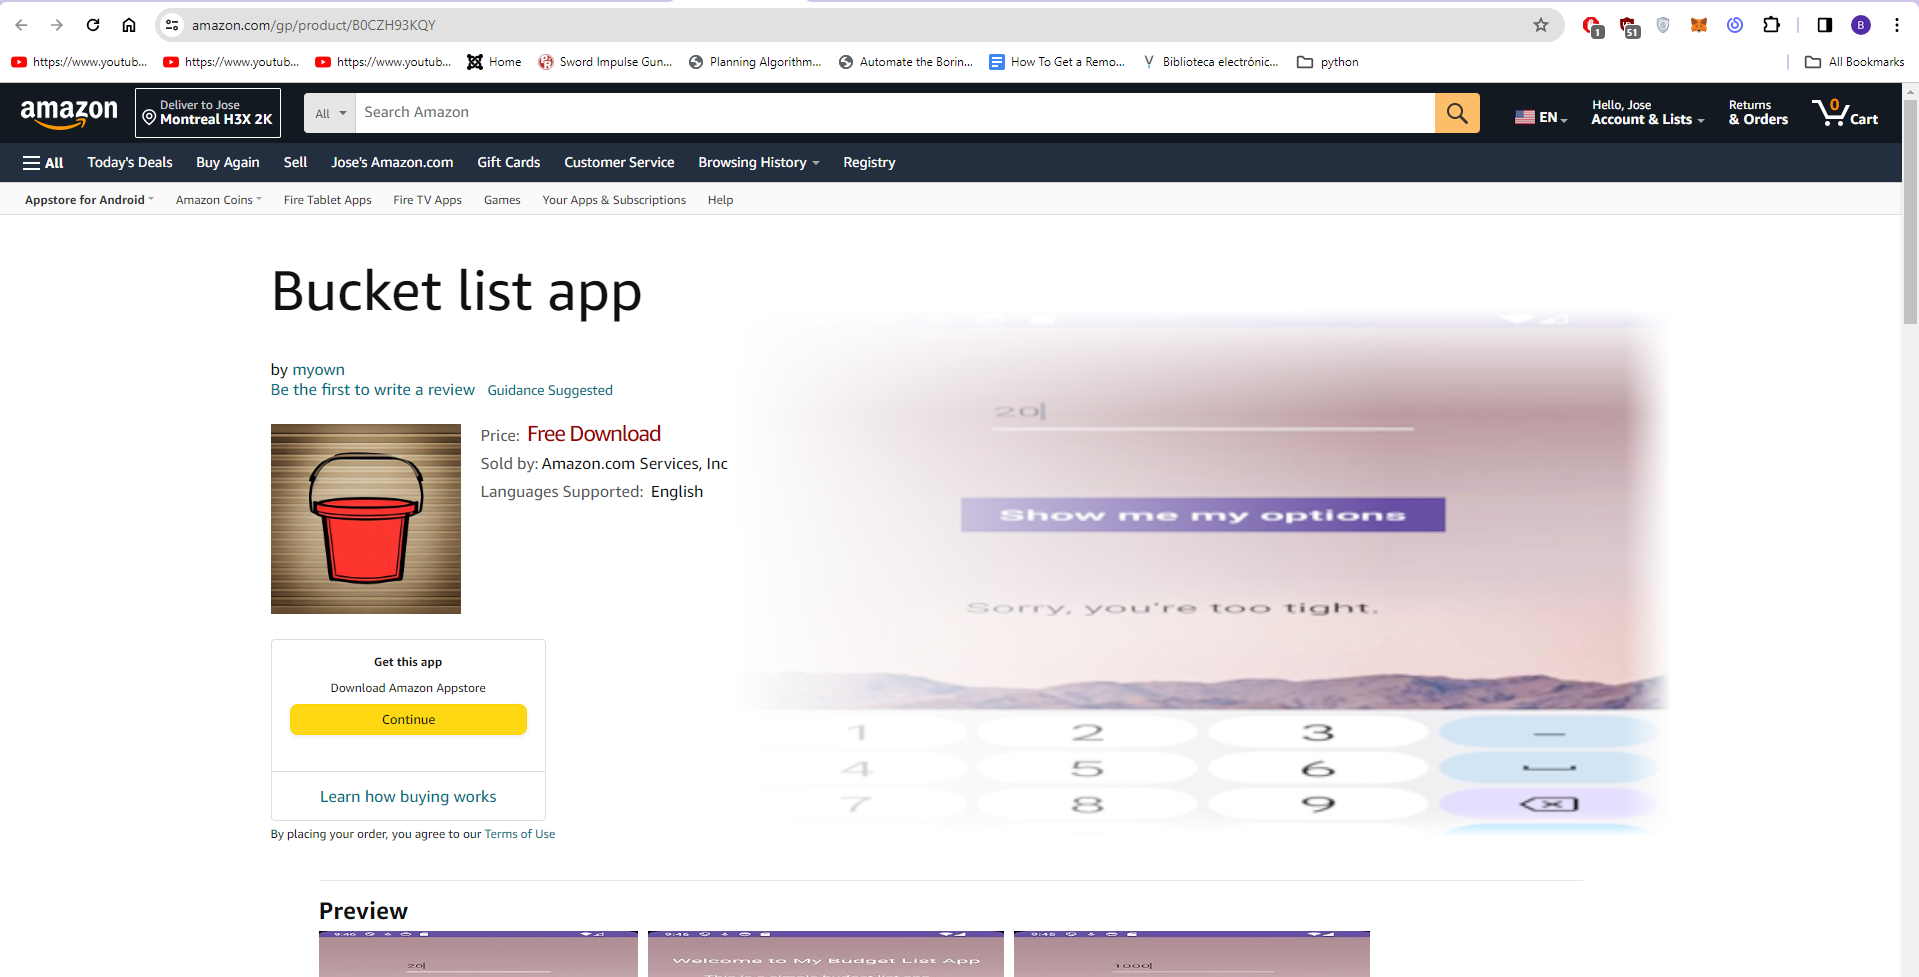 amazon.com/gp/product/B0CZH93KQY
1
51
B
https://www.youtub...
https://www.youtub...
https://www.youtub...
Home
Sword Impulse Gun...
Planning Algorithm...
Automate the Borin...
How To Get a Remo...
Biblioteca electrónic...
python
All Bookmarks
amazon
Deliver to Jose
Montreal H3X 2K
All
Search Amazon
EN
Hello, Jose
Account & Lists
Returns
& Orders
0
Cart
All
Today's Deals
Buy Again
Sell
Jose's Amazon.com
Gift Cards
Customer Service
Browsing History
Registry
Appstore for Android
Amazon Coins
Fire Tablet Apps
Fire TV Apps
Games
Your Apps & Subscriptions
Help
Bucket list app
by myown
Be the first to write a review Guidance Suggested
Price: Free Download
Sold by: Amazon.com Services, Inc
Languages Supported: English
Get this app
Download Amazon Appstore
Continue
Learn how buying works
By placing your order, you agree to our Terms of Use
20
Show me my options
Sorry, you're too tight.
1 2 3
4 5 6
7 8 9
Preview
9:46
20
9:46
Welcome to My Budget List App
9:48
1000